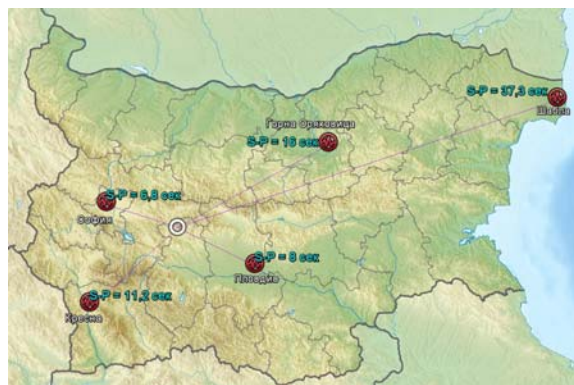 S-P = 37,3 сек
Шабла
Горна Оряховица
S-P = 16 сек
S-P = 6,8 сек
София
S-P = 8 сек
Пловдив
S-P = 11,2 сек
Кресна